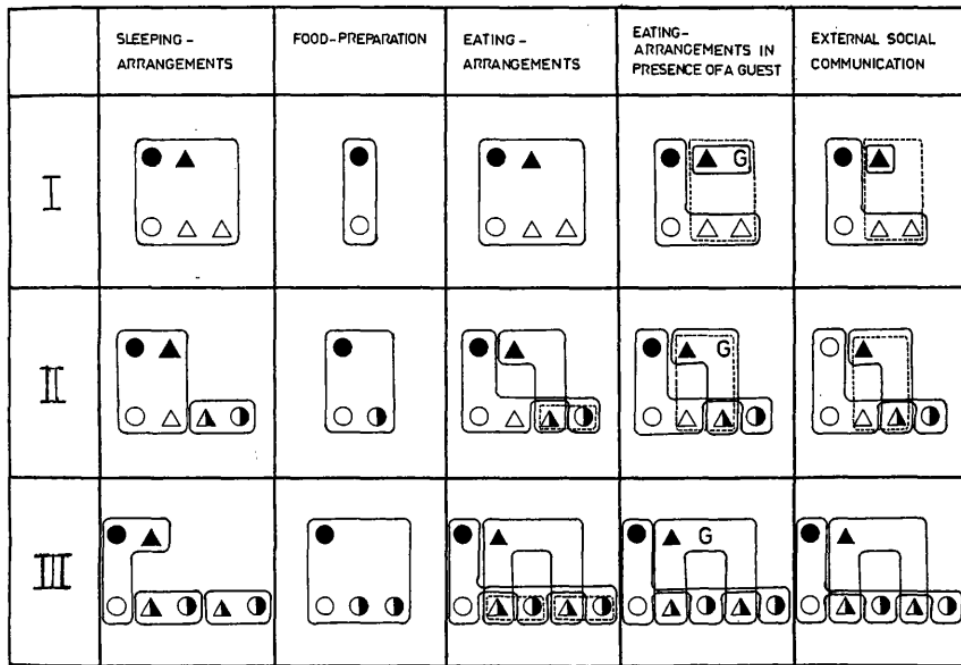 SLEEPING-
ARRANGEMENTS
FOOD-PREPARATION
EATING-
ARRANGEMENTS
EATING-
ARRANGEMENTS IN
PRESENCE OF A GUEST
EXTERNAL SOCIAL
COMMUNICATION
I
G
II
G
III
G